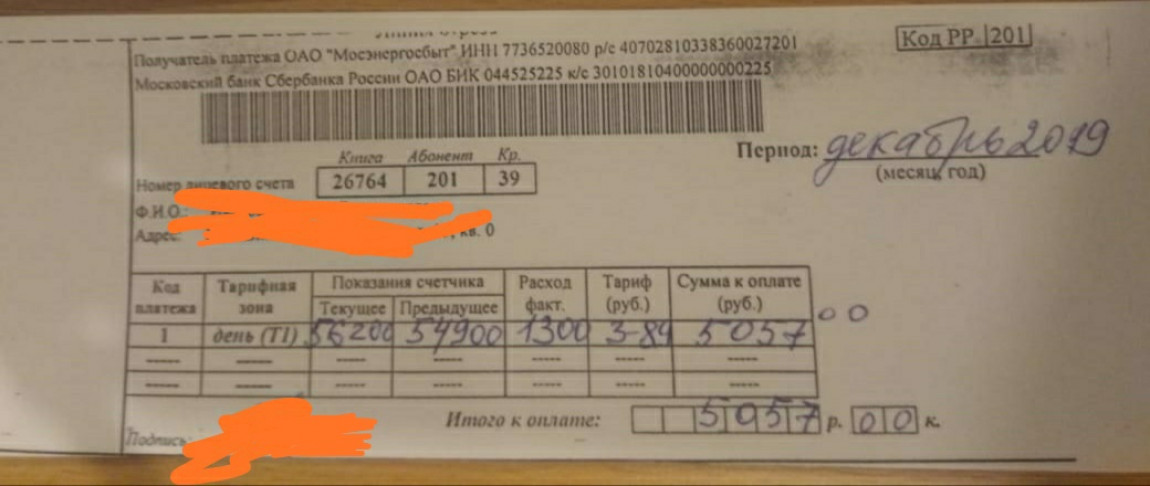 Код РР. 201
Получатель платежа ОАО "Мосэнергосбыт" ИНН 7736520080 р/с 40702810338360027201
Московский банк Сбербанка России ОАО БИК 044525225 к/с 30101810400000000225
Период: декабрь 2019
(месяц, год)
Книга Абонент Кр.
Номер лицевого счета 26764 201 39
Ф.И.О.:
Адрес: кв. 0
Код платежа Тарифная зона Показания счетчика Расход факт. Тариф (руб.) Сумма к оплате (руб.)
Текущее Предыдущее
1 день (Т1) 56200 54900 1300 3-89 5057 00
----- ----- ----- ----- ----- ----- -----
----- ----- ----- ----- ----- ----- -----
Итого к оплате: 5057 р. 00 к.
Подпись: